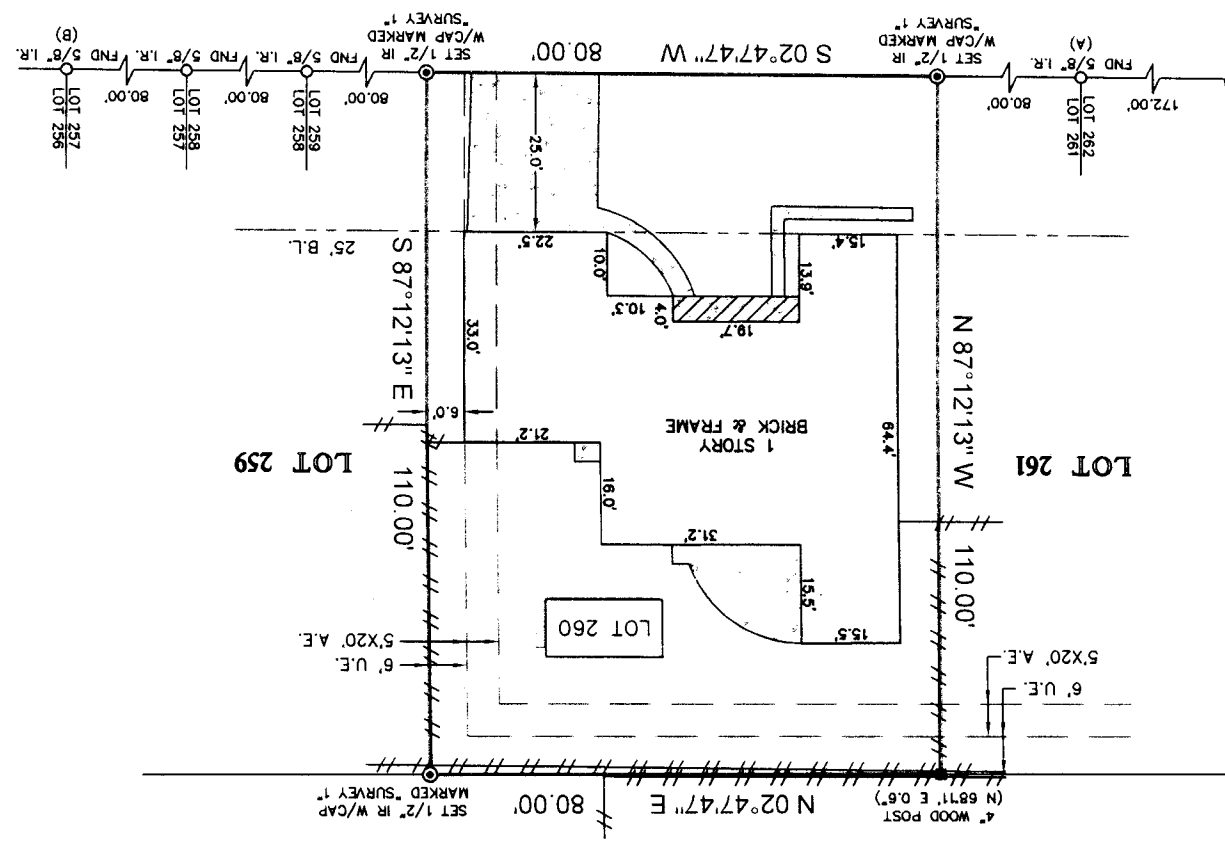 4" WOOD POST
(N 68°11' E 0.6')
N 02°47'47" E
80.00'
SET 1/2" IR W/CAP
MARKED "SURVEY 1"
6' U.E.
5'X20' A.E.
6' U.E.
5'X20' A.E.
15.5'
15.5'
LOT 260
31.2'
16.0'
21.2'
N 87°12'13" W
110.00'
LOT 261
64.4'
1 STORY
BRICK & FRAME
6.0'
33.0'
S 87°12'13" E
110.00'
LOT 259
19.7'
4.0'
10.3'
13.9'
10.0'
15.4'
22.5'
25' B.L.
25.0'
172.00'
LOT 262
LOT 261
FND 5/8" I.R.
(A)
80.00'
SET 1/2" IR
W/CAP MARKED
"SURVEY 1"
S 02°47'47" W
80.00'
SET 1/2" IR
W/CAP MARKED
"SURVEY 1"
80.00'
LOT 259
LOT 258
FND 5/8" I.R.
80.00'
LOT 258
LOT 257
FND 5/8" I.R.
80.00'
LOT 257
LOT 256
FND 5/8" I.R.
(B)